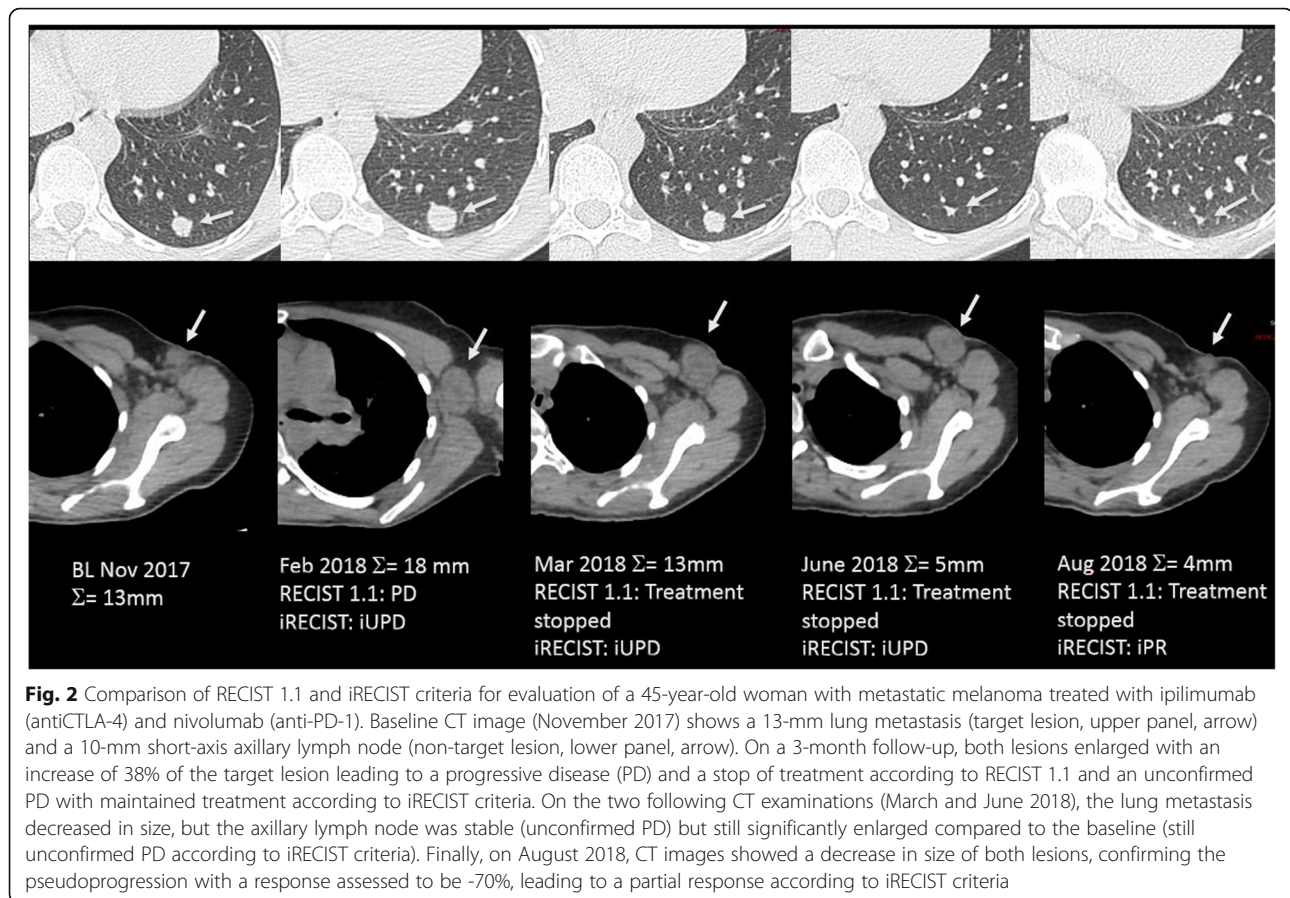 BL Nov 2017
Σ= 13mm
Feb 2018 Σ= 18 mm
RECIST 1.1: PD
iRECIST: iUPD
Mar 2018 Σ= 13mm
RECIST 1.1: Treatment
stopped
iRECIST: iUPD
June 2018 Σ= 5mm
RECIST 1.1: Treatment
stopped
iRECIST: iUPD
Aug 2018 Σ= 4mm
RECIST 1.1: Treatment
stopped
iRECIST: iPR
Fig. 2 Comparison of RECIST 1.1 and iRECIST criteria for evaluation of a 45-year-old woman with metastatic melanoma treated with ipilimumab
(antiCTLA-4) and nivolumab (anti-PD-1). Baseline CT image (November 2017) shows a 13-mm lung metastasis (target lesion, upper panel, arrow)
and a 10-mm short-axis axillary lymph node (non-target lesion, lower panel, arrow). On a 3-month follow-up, both lesions enlarged with an
increase of 38% of the target lesion leading to a progressive disease (PD) and a stop of treatment according to RECIST 1.1 and an unconfirmed
PD with maintained treatment according to iRECIST criteria. On the two following CT examinations (March and June 2018), the lung metastasis
decreased in size, but the axillary lymph node was stable (unconfirmed PD) but still significantly enlarged compared to the baseline (still
unconfirmed PD according to iRECIST criteria). Finally, on August 2018, CT images showed a decrease in size of both lesions, confirming the
pseudoprogression with a response assessed to be -70%, leading to a partial response according to iRECIST criteria